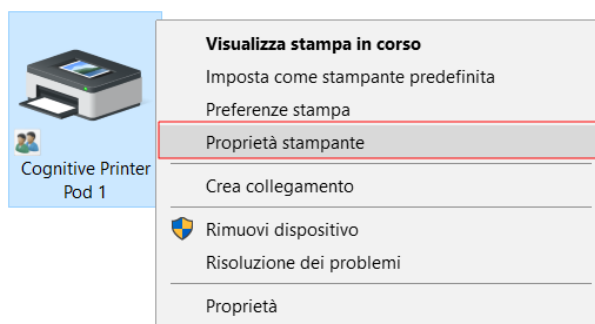 Visualizza stampa in corso
Imposta come stampante predefinita
Preferenze stampa
Proprietà stampante
Crea collegamento
Rimuovi dispositivo
Risoluzione dei problemi
Proprietà
Cognitive Printer
Pod 1